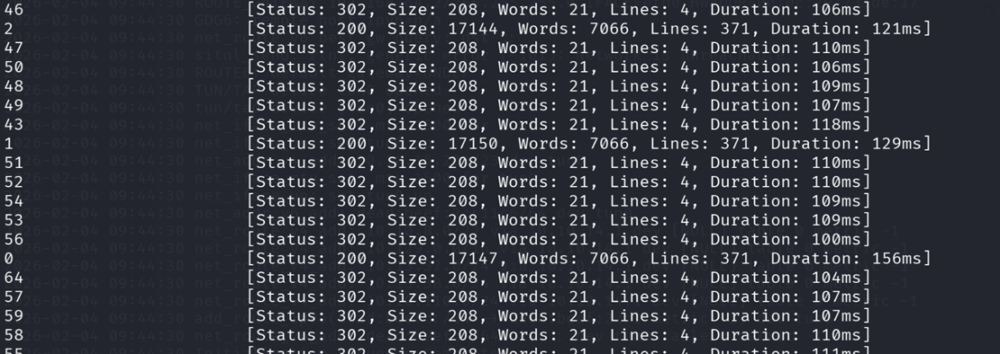 46 [Status: 302, Size: 208, Words: 21, Lines: 4, Duration: 106ms]
2 [Status: 200, Size: 17144, Words: 7066, Lines: 371, Duration: 121ms]
47 [Status: 302, Size: 208, Words: 21, Lines: 4, Duration: 110ms]
50 [Status: 302, Size: 208, Words: 21, Lines: 4, Duration: 106ms]
48 [Status: 302, Size: 208, Words: 21, Lines: 4, Duration: 109ms]
49 [Status: 302, Size: 208, Words: 21, Lines: 4, Duration: 107ms]
43 [Status: 302, Size: 208, Words: 21, Lines: 4, Duration: 118ms]
1 [Status: 200, Size: 17150, Words: 7066, Lines: 371, Duration: 129ms]
51 [Status: 302, Size: 208, Words: 21, Lines: 4, Duration: 110ms]
52 [Status: 302, Size: 208, Words: 21, Lines: 4, Duration: 110ms]
54 [Status: 302, Size: 208, Words: 21, Lines: 4, Duration: 109ms]
53 [Status: 302, Size: 208, Words: 21, Lines: 4, Duration: 109ms]
56 [Status: 302, Size: 208, Words: 21, Lines: 4, Duration: 100ms]
0 [Status: 200, Size: 17147, Words: 7066, Lines: 371, Duration: 156ms]
64 [Status: 302, Size: 208, Words: 21, Lines: 4, Duration: 104ms]
57 [Status: 302, Size: 208, Words: 21, Lines: 4, Duration: 107ms]
59 [Status: 302, Size: 208, Words: 21, Lines: 4, Duration: 107ms]
58 [Status: 302, Size: 208, Words: 21, Lines: 4, Duration: 110ms]
55 [Status: 302, Size: 208, Words: 21, Lines: 4, Duration: 111ms]